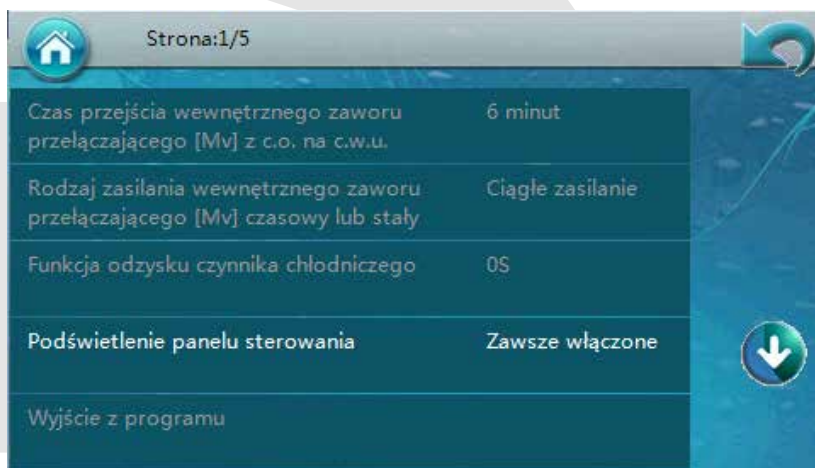 Strona:1/5
Czas przejścia wewnętrznego zaworu 6 minut
przełączającego [Mv] z c.o. na c.w.u.
Rodzaj zasilania wewnętrznego zaworu Ciągłe zasilanie
przełączającego [Mv] czasowy lub stały
Funkcja odzysku czynnika chłodniczego 0S
Podświetlenie panelu sterowania Zawsze włączone
Wyjście z programu